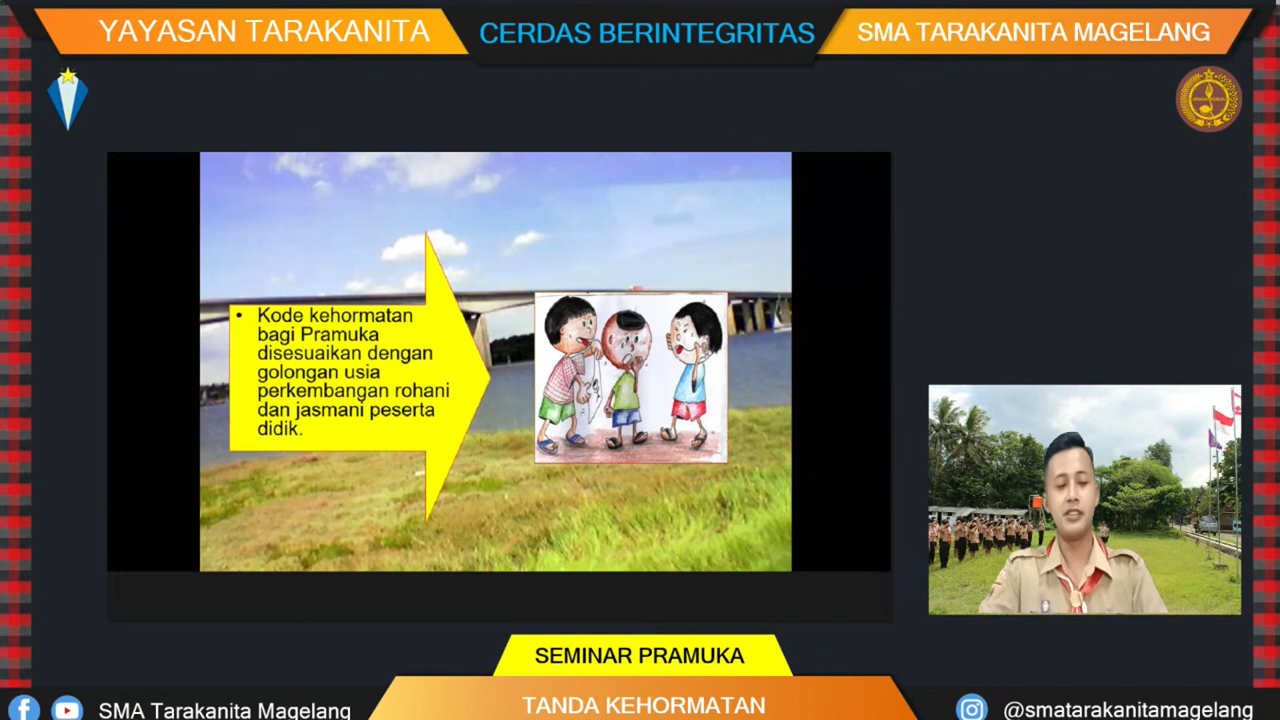 YAYASAN TARAKANITA
CERDAS BERINTEGRITAS
SMA TARAKANITA MAGELANG
• Kode kehormatan
bagi Pramuka
disesuaikan dengan
golongan usia
perkembangan rohani
dan jasmani peserta
didik.
SEMINAR PRAMUKA
TANDA KEHORMATAN
SMA Tarakanita Magelang
@smatarakanitamagelang